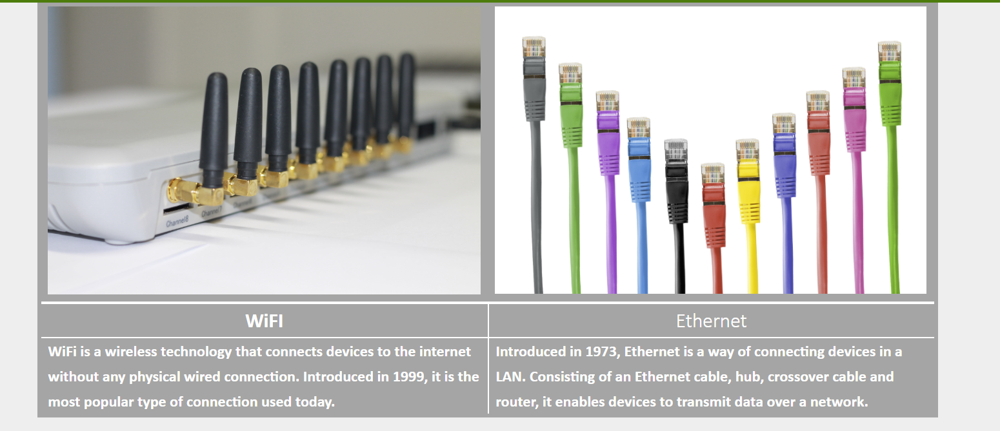 Channel8
Channel7
WiFI
Ethernet
WiFi is a wireless technology that connects devices to the internet
without any physical wired connection. Introduced in 1999, it is the
most popular type of connection used today.
Introduced in 1973, Ethernet is a way of connecting devices in a
LAN. Consisting of an Ethernet cable, hub, crossover cable and
router, it enables devices to transmit data over a network.